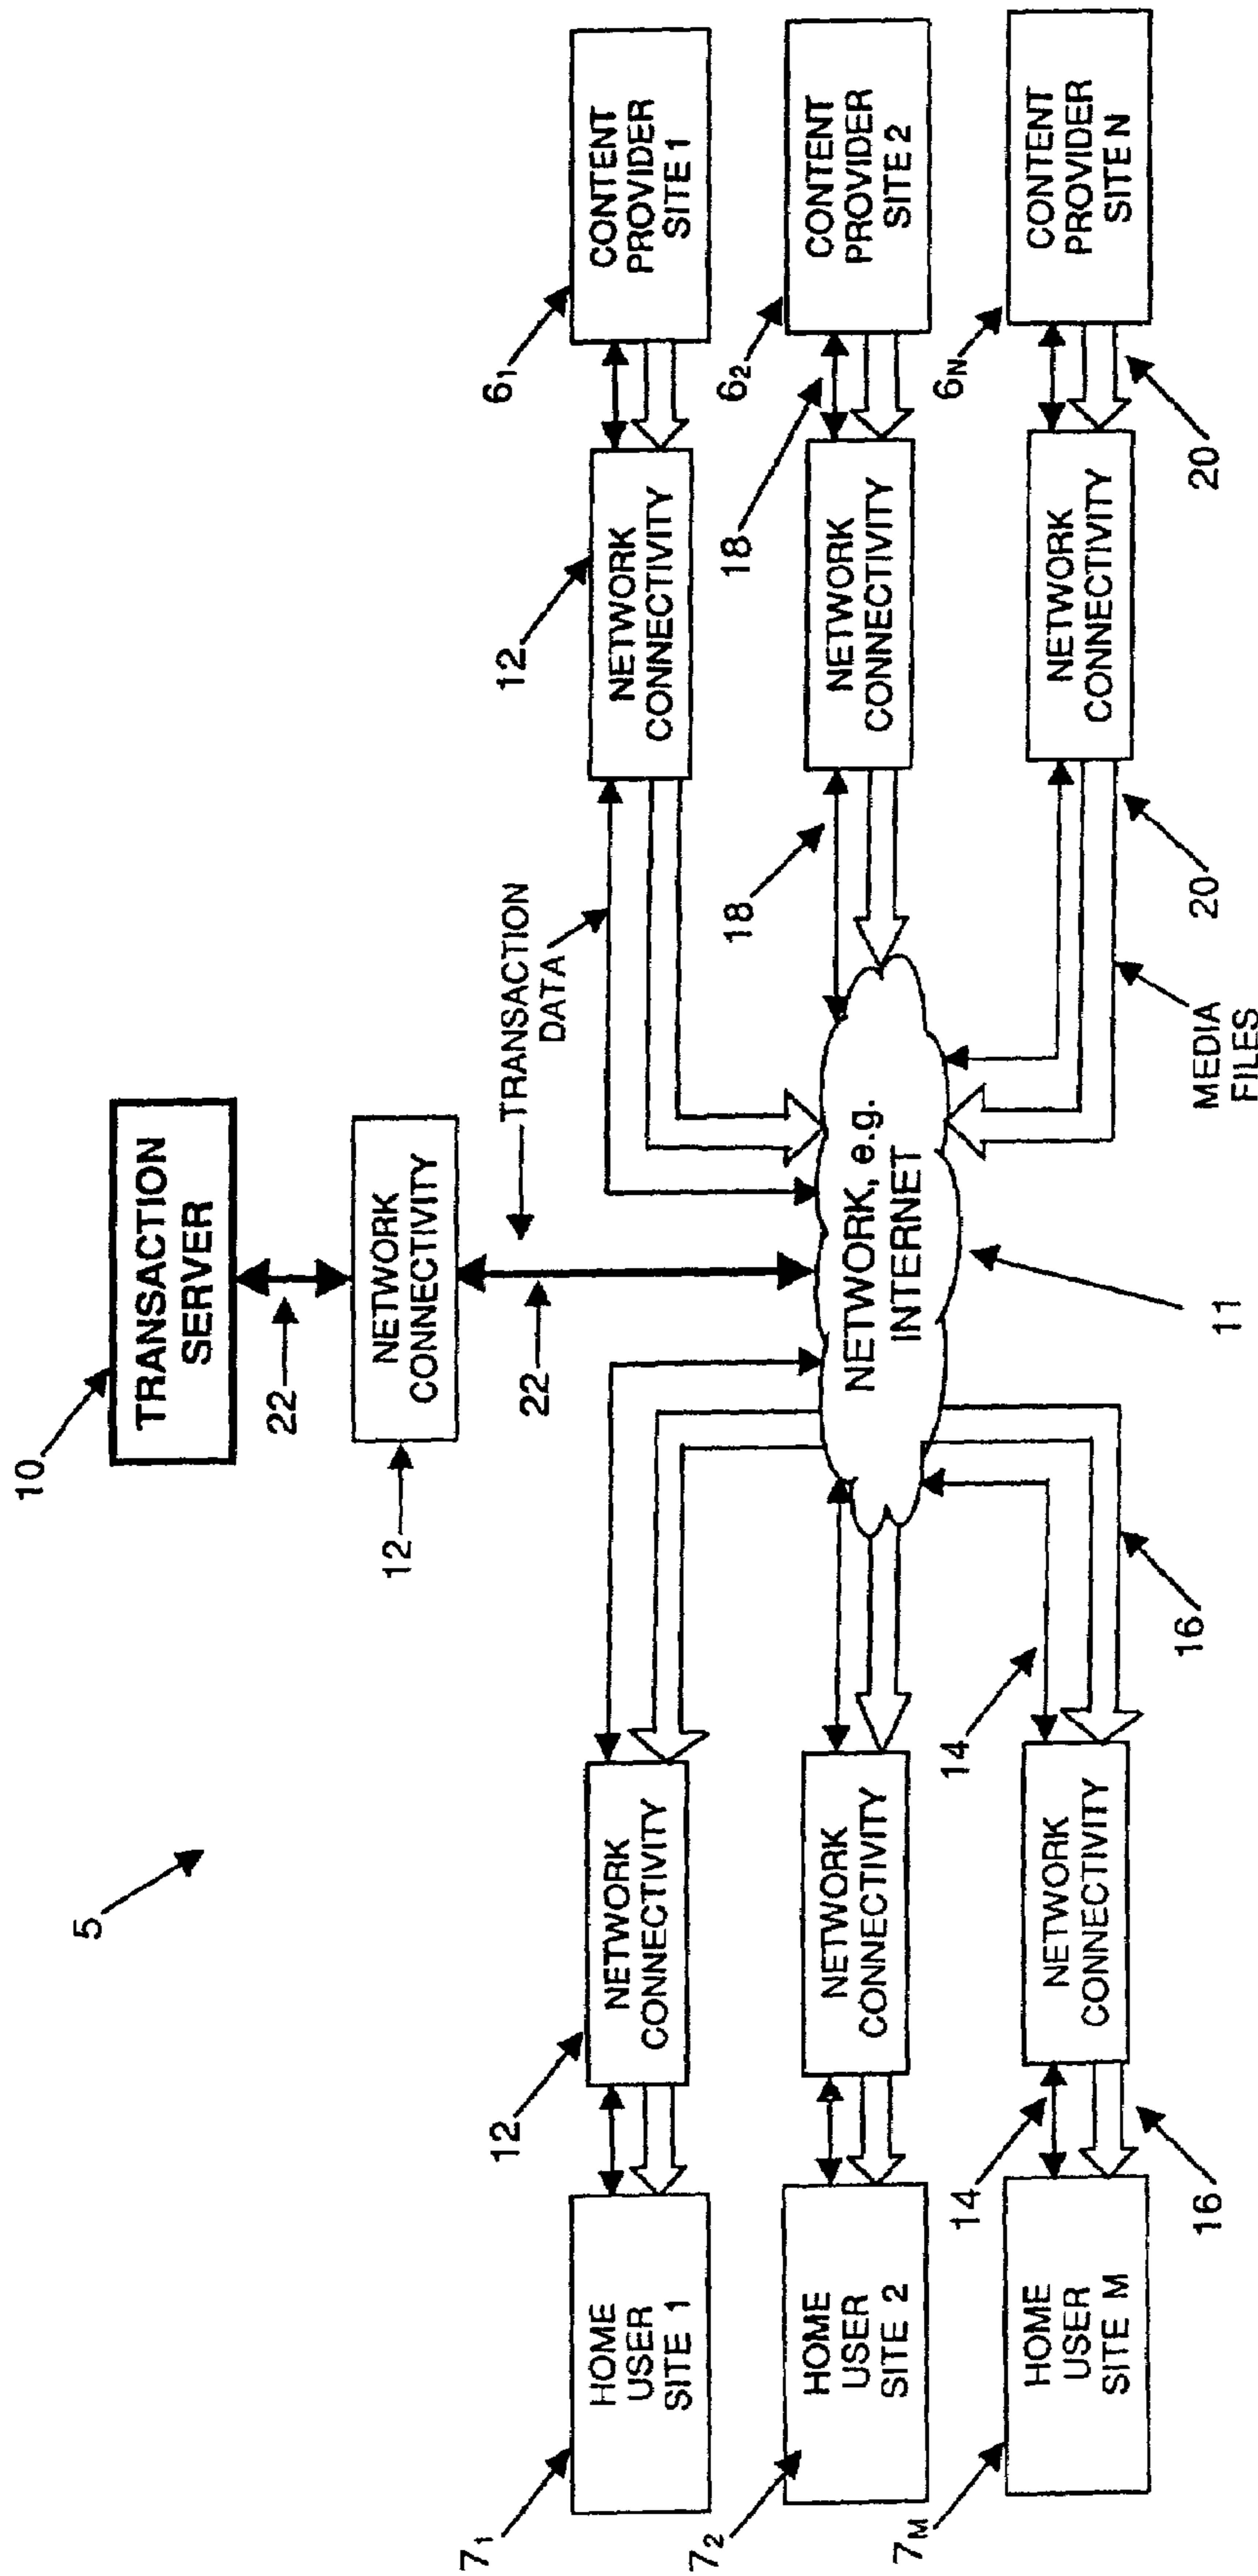 5
10
TRANSACTION
SERVER
22
12
NETWORK
CONNECTIVITY
22
TRANSACTION
DATA
7₁
HOME
USER
SITE 1
12
NETWORK
CONNECTIVITY
12
NETWORK
CONNECTIVITY
6₁
CONTENT
PROVIDER
SITE 1
7₂
HOME
USER
SITE 2
NETWORK
CONNECTIVITY
NETWORK, e.g.
INTERNET
18
NETWORK
CONNECTIVITY
18
6₂
CONTENT
PROVIDER
SITE 2
7M
HOME
USER
SITE M
14
16
NETWORK
CONNECTIVITY
14
16
11
MEDIA
FILES
20
NETWORK
CONNECTIVITY
20
6N
CONTENT
PROVIDER
SITE N